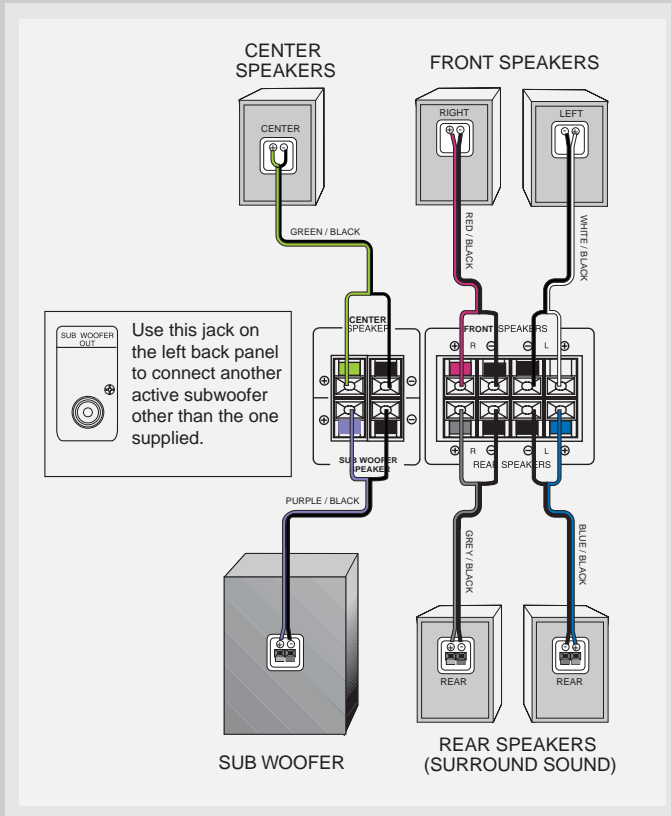 CENTER
SPEAKERS
FRONT SPEAKERS
CENTER
⊕ ⊖
RIGHT
⊕ ⊖
LEFT
⊖ ⊕
GREEN / BLACK
RED / BLACK
WHITE / BLACK
SUB WOOFER
OUT
Use this jack on
the left back panel
to connect another
active subwoofer
other than the one
supplied.
CENTER
SPEAKER
⊕ ⊖
⊕ ⊖
SUB WOOFER
SPEAKER
FRONT SPEAKERS
⊕ R ⊖ ⊖ L ⊕
⊕ R ⊖ ⊖ L ⊕
REAR SPEAKERS
PURPLE / BLACK
GREY / BLACK
BLUE / BLACK
⊕ ⊖
SUB WOOFER
⊕ ⊖
REAR
⊖ ⊕
REAR
REAR SPEAKERS
(SURROUND SOUND)